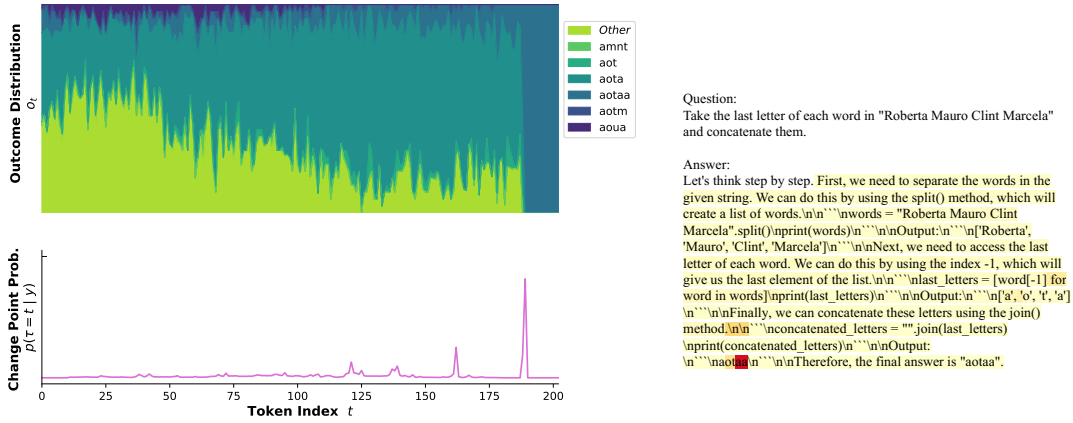 Outcome Distribution
o_t
Other
amnt
aot
aota
aotaa
aotm
aoua
Change Point Prob.
p(τ = t | y)
0
25
50
75
100
125
150
175
200
Token Index t
Question:
Take the last letter of each word in "Roberta Mauro Clint Marcela"
and concatenate them.
Answer:
Let's think step by step. First, we need to separate the words in the
given string. We can do this by using the split() method, which will
create a list of words.\n\n```\nwords = "Roberta Mauro Clint
Marcela".split()\nprint(words)\n```\n\nOutput:\n```\n['Roberta',
'Mauro', 'Clint', 'Marcela']\n```\n\nNext, we need to access the last
letter of each word. We can do this by using the index -1, which will
give us the last element of the list.\n\n```\nlast_letters = [word[-1] for
word in words]\nprint(last_letters)\n```\n\nOutput:\n```\n['a', 'o', 't', 'a']
\n```\n\nFinally, we can concatenate these letters using the join()
method.\n\n```\nconcatenated_letters = "".join(last_letters)
\nprint(concatenated_letters)\n```\n\nOutput:
\n```\naotaa\n```\n\nTherefore, the final answer is "aotaa".